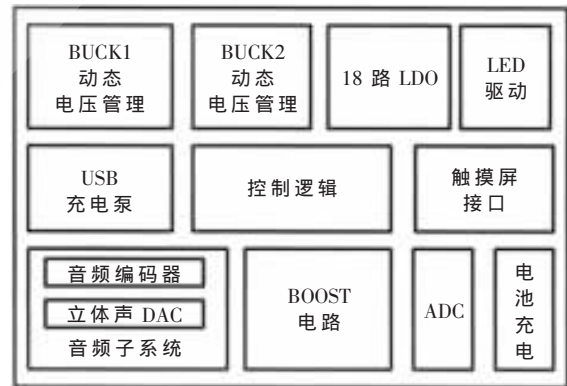 BUCK1
动态
电压管理
BUCK2
动态
电压管理
18 路 LDO
LED
驱动
USB
充电泵
控制逻辑
触摸屏
接口
音频编码器
立体声 DAC
音频子系统
BOOST
电路
ADC
电
池
充
电